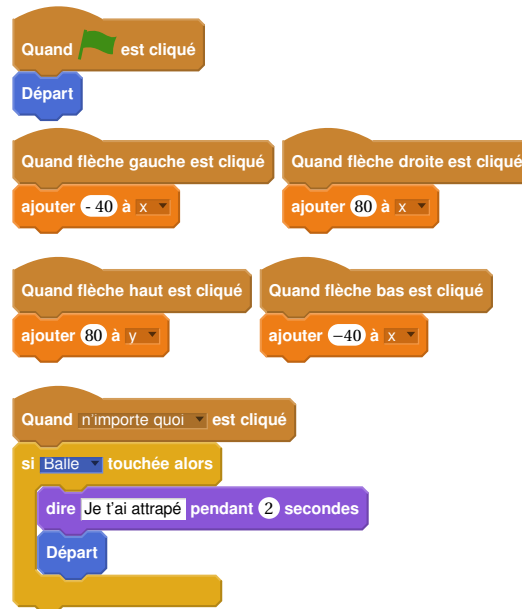 Quand est cliqué
Départ
Quand flèche gauche est cliqué
ajouter - 40 à x
Quand flèche droite est cliqué
ajouter 80 à x
Quand flèche haut est cliqué
ajouter 80 à y
Quand flèche bas est cliqué
ajouter −40 à x
Quand n'importe quoi est cliqué
si Balle touchée alors
dire Je t'ai attrapé pendant 2 secondes
Départ